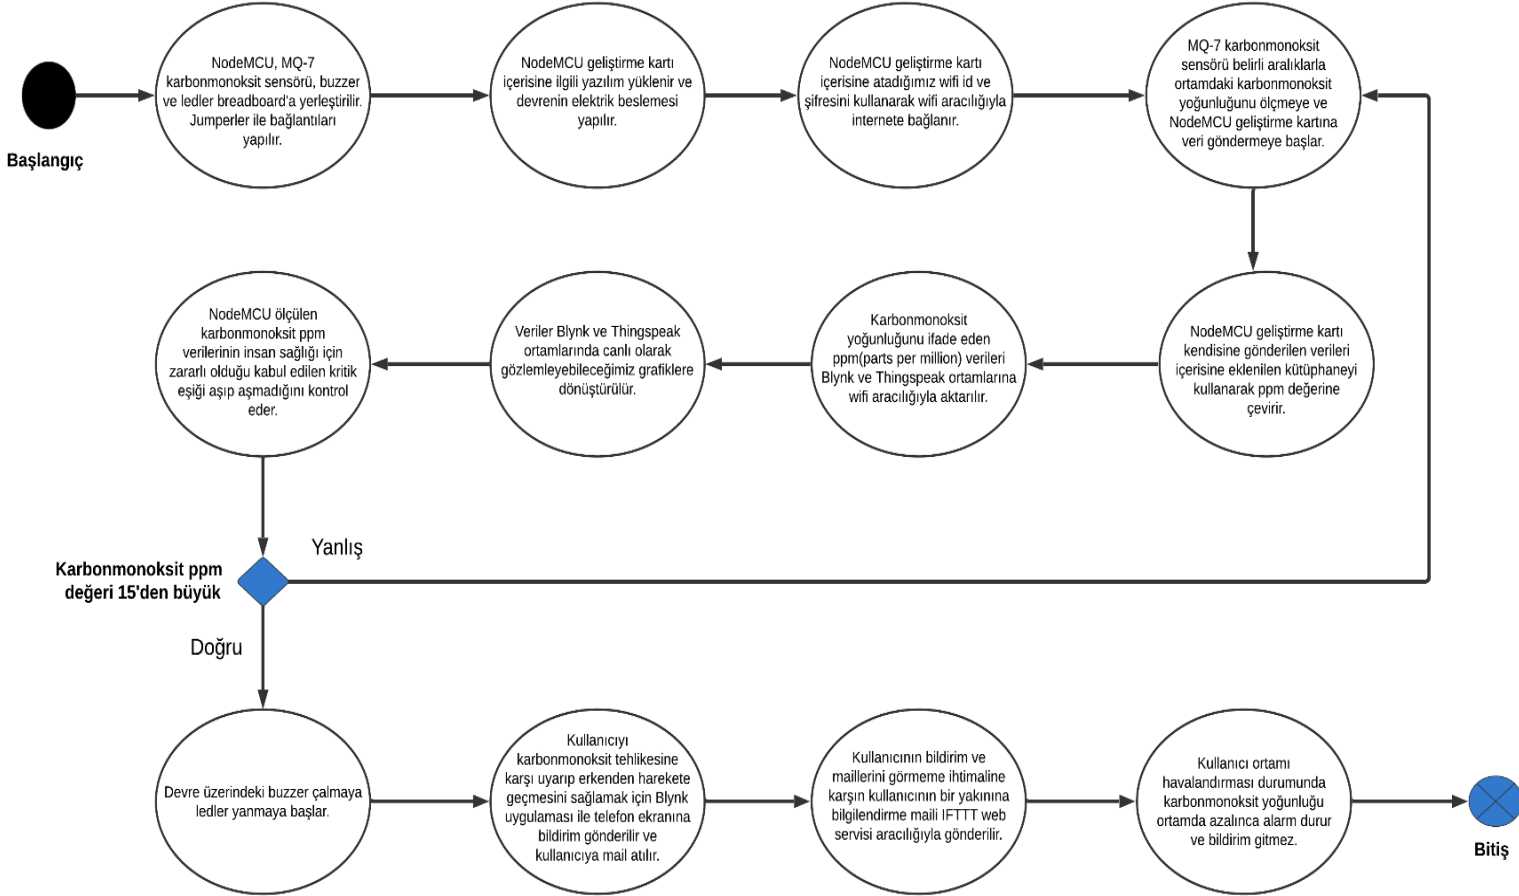 Başlangıç
NodeMCU, MQ-7
karbonmonoksit sensörü, buzzer
ve ledler breadboard'a yerleştirilir.
Jumperler ile bağlantıları
yapılır.
NodeMCU geliştirme kartı
içerisine ilgili yazılım yüklenir ve
devrenin elektrik beslemesi
yapılır.
NodeMCU geliştirme kartı
içerisine atadığımız wifi id ve
şifresini kullanarak wifi aracılığıyla
internete bağlanır.
MQ-7 karbonmonoksit
sensörü belirli aralıklarla
ortamdaki karbonmonoksit
yoğunluğunu ölçmeye ve
NodeMCU geliştirme kartına
veri göndermeye başlar.
NodeMCU geliştirme kartı
kendisine gönderilen verileri
içerisine eklenilen kütüphaneyi
kullanarak ppm değerine
çevirir.
Karbonmonoksit
yoğunluğunu ifade eden
ppm(parts per million) verileri
Blynk ve Thingspeak ortamlarına
wifi aracılığıyla aktarılır.
Veriler Blynk ve Thingspeak
ortamlarında canlı olarak
gözlemleyebileceğimiz grafiklere
dönüştürülür.
NodeMCU ölçülen
karbonmonoksit ppm
verilerinin insan sağlığı için
zararlı olduğu kabul edilen kritik
eşiği aşıp aşmadığını kontrol
eder.
Karbonmonoksit ppm
değeri 15'den büyük
Yanlış
Doğru
Devre üzerindeki buzzer çalmaya
ledler yanmaya başlar.
Kullanıcıyı
karbonmonoksit tehlikesine
karşı uyarıp erkenden harekete
geçmesini sağlamak için Blynk
uygulaması ile telefon ekranına
bildirim gönderilir ve
kullanıcıya mail atılır.
Kullanıcının bildirim ve
maillerini görmeme ihtimaline
karşın kullanıcının bir yakınına
bilgilendirme maili IFTTT web
servisi aracılığıyla gönderilir.
Kullanıcı ortamı
havalandırması durumunda
karbonmonoksit yoğunluğu
ortamda azalınca alarm durur
ve bildirim gitmez.
Bitiş